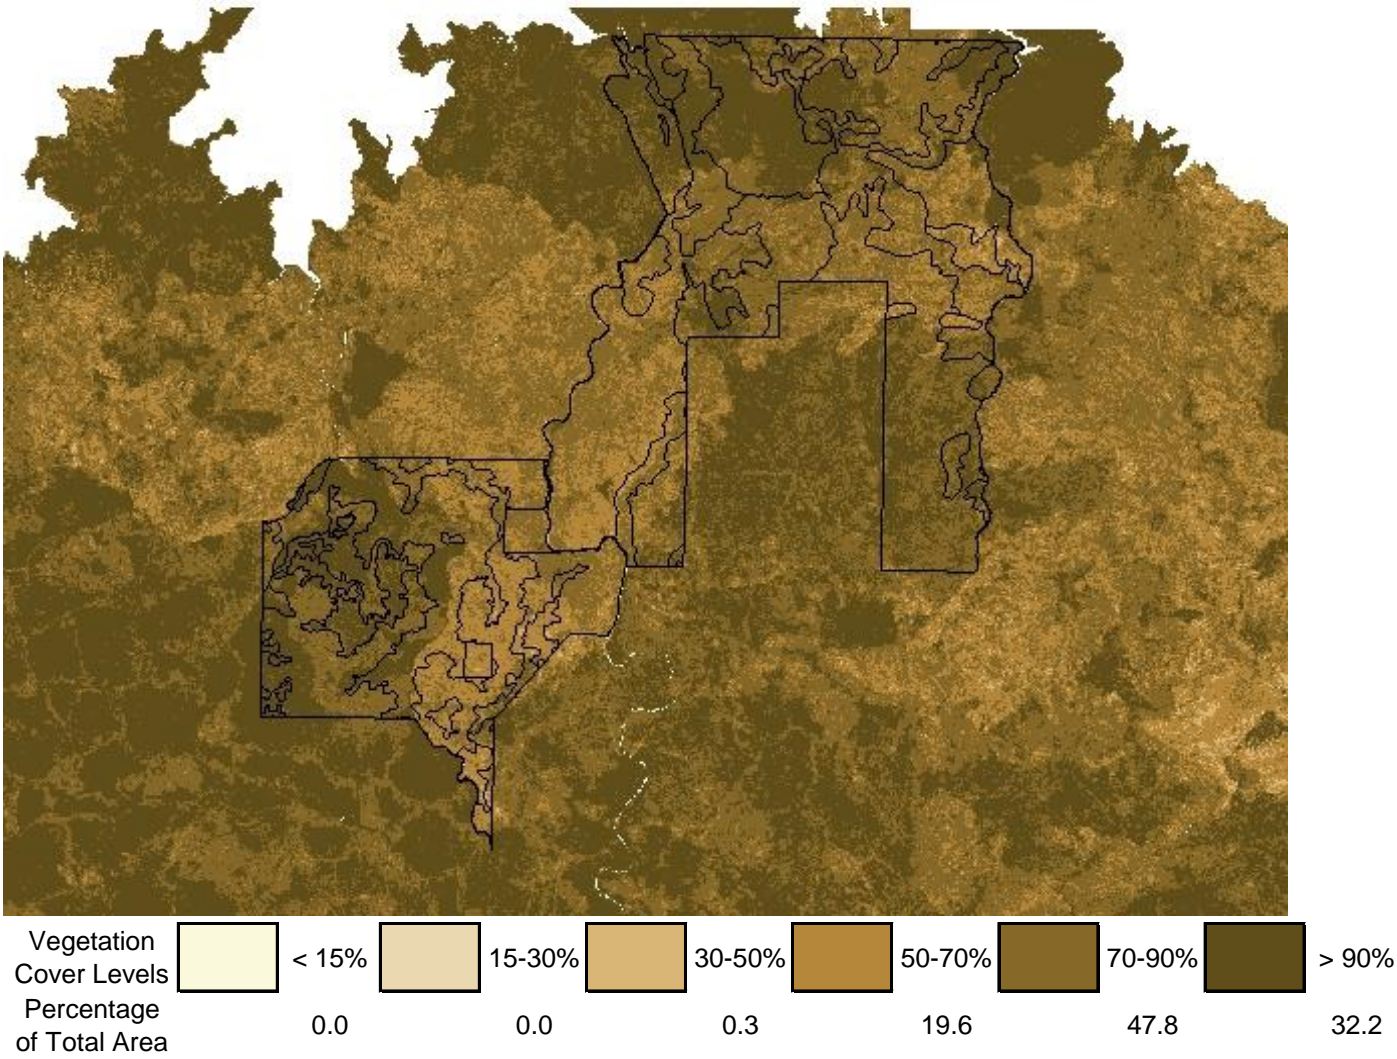 Vegetation
Cover Levels
< 15% 15-30% 30-50% 50-70% 70-90% > 90%
Percentage
of Total Area
0.0 0.0 0.3 19.6 47.8 32.2